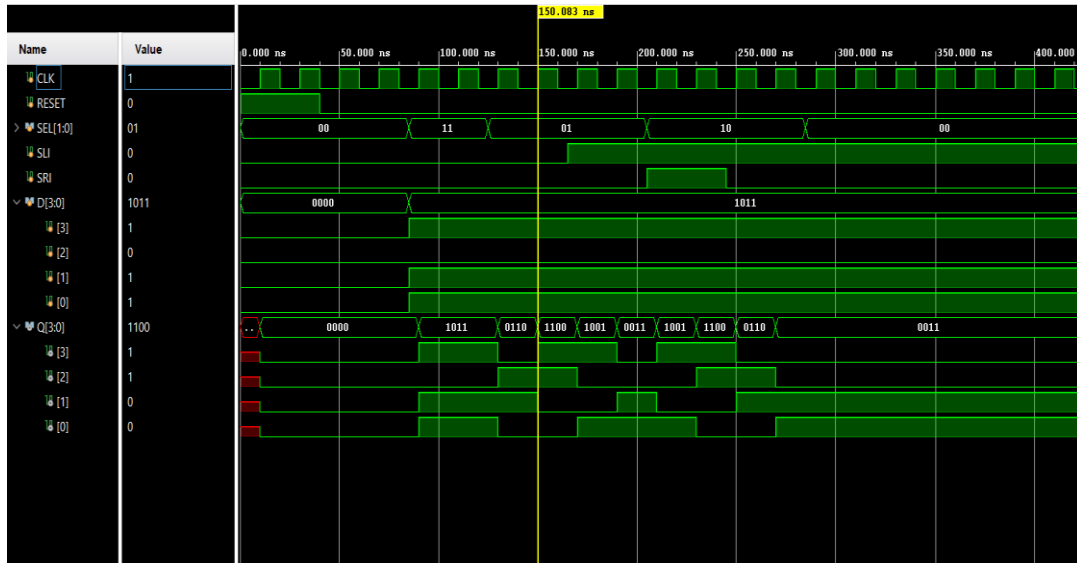 150.083 ns
Name Value 0.000 ns 50.000 ns 100.000 ns 150.000 ns 200.000 ns 250.000 ns 300.000 ns 350.000 ns 400.000
CLK 1
RESET 0
SEL[1:0] 01 00 11 01 10 00
SLI 0
SRI 0
D[3:0] 1011 0000 1011
[3] 1
[2] 0
[1] 1
[0] 1
Q[3:0] 1100 .. 0000 1011 0110 1100 1001 0011 1001 1100 0110 0011
[3] 1
[2] 1
[1] 0
[0] 0